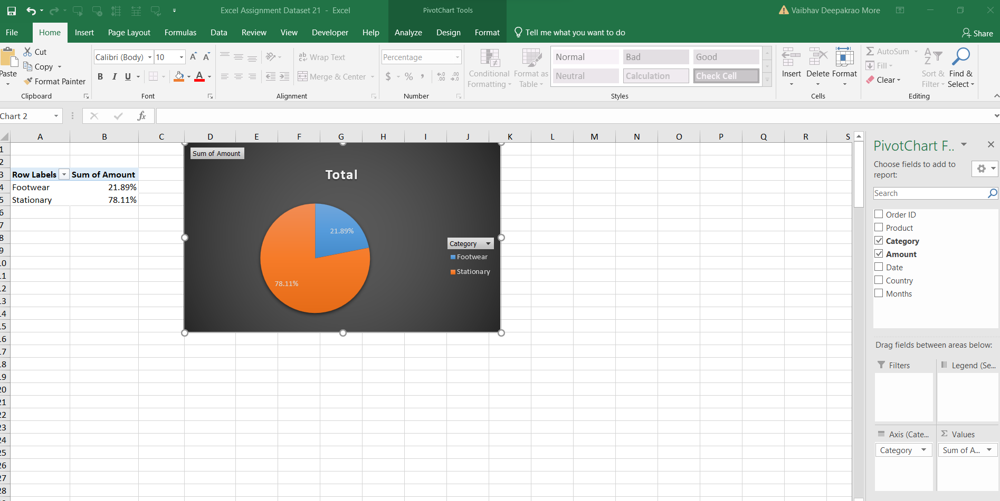 Excel Assignment Dataset 21 - Excel
PivotChart Tools
Vaibhav Deepakrao More
File Home Insert Page Layout Formulas Data Review View Developer Help Analyze Design Format Tell me what you want to do Share
Paste
Cut
Copy
Format Painter
Clipboard
Calibri (Body) 10
B I U
Font
Wrap Text
Merge & Center
Alignment
Percentage
$ % ,
Number
Conditional Formatting
Format as Table
Normal Bad Good
Neutral Calculation Check Cell
Styles
Insert Delete Format
Cells
AutoSum
Fill
Clear
Sort & Filter
Find & Select
Editing
Chart 2
fx
A B C D E F G H I J K L M N O P Q R S
1
2
3 Row Labels Sum of Amount
4 Footwear 21.89%
5 Stationary 78.11%
6
7
8
9
10
11
12
13
14
15
16
17
18
19
20
21
22
23
24
25
26
27
28
Sum of Amount
Total
21.89%
78.11%
Category
Footwear
Stationary
PivotChart F..
Choose fields to add to
report:
Search
Order ID
Product
Category
Amount
Date
Country
Months
Drag fields between areas below:
Filters
Legend (Se...
Axis (Cate...
Values
Category
Sum of A...